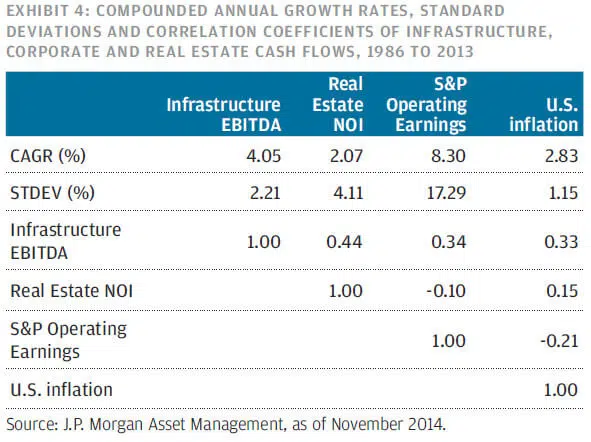 EXHIBIT 4: COMPOUNDED ANNUAL GROWTH RATES, STANDARD
DEVIATIONS AND CORRELATION COEFFICIENTS OF INFRASTRUCTURE,
CORPORATE AND REAL ESTATE CASH FLOWS, 1986 TO 2013
Infrastructure EBITDA
Real Estate NOI
S&P Operating Earnings
U.S. inflation
CAGR (%) 4.05 2.07 8.30 2.83
STDEV (%) 2.21 4.11 17.29 1.15
Infrastructure
EBITDA 1.00 0.44 0.34 0.33
Real Estate NOI 1.00 -0.10 0.15
S&P Operating
Earnings 1.00 -0.21
U.S. inflation 1.00
Source: J.P. Morgan Asset Management, as of November 2014.